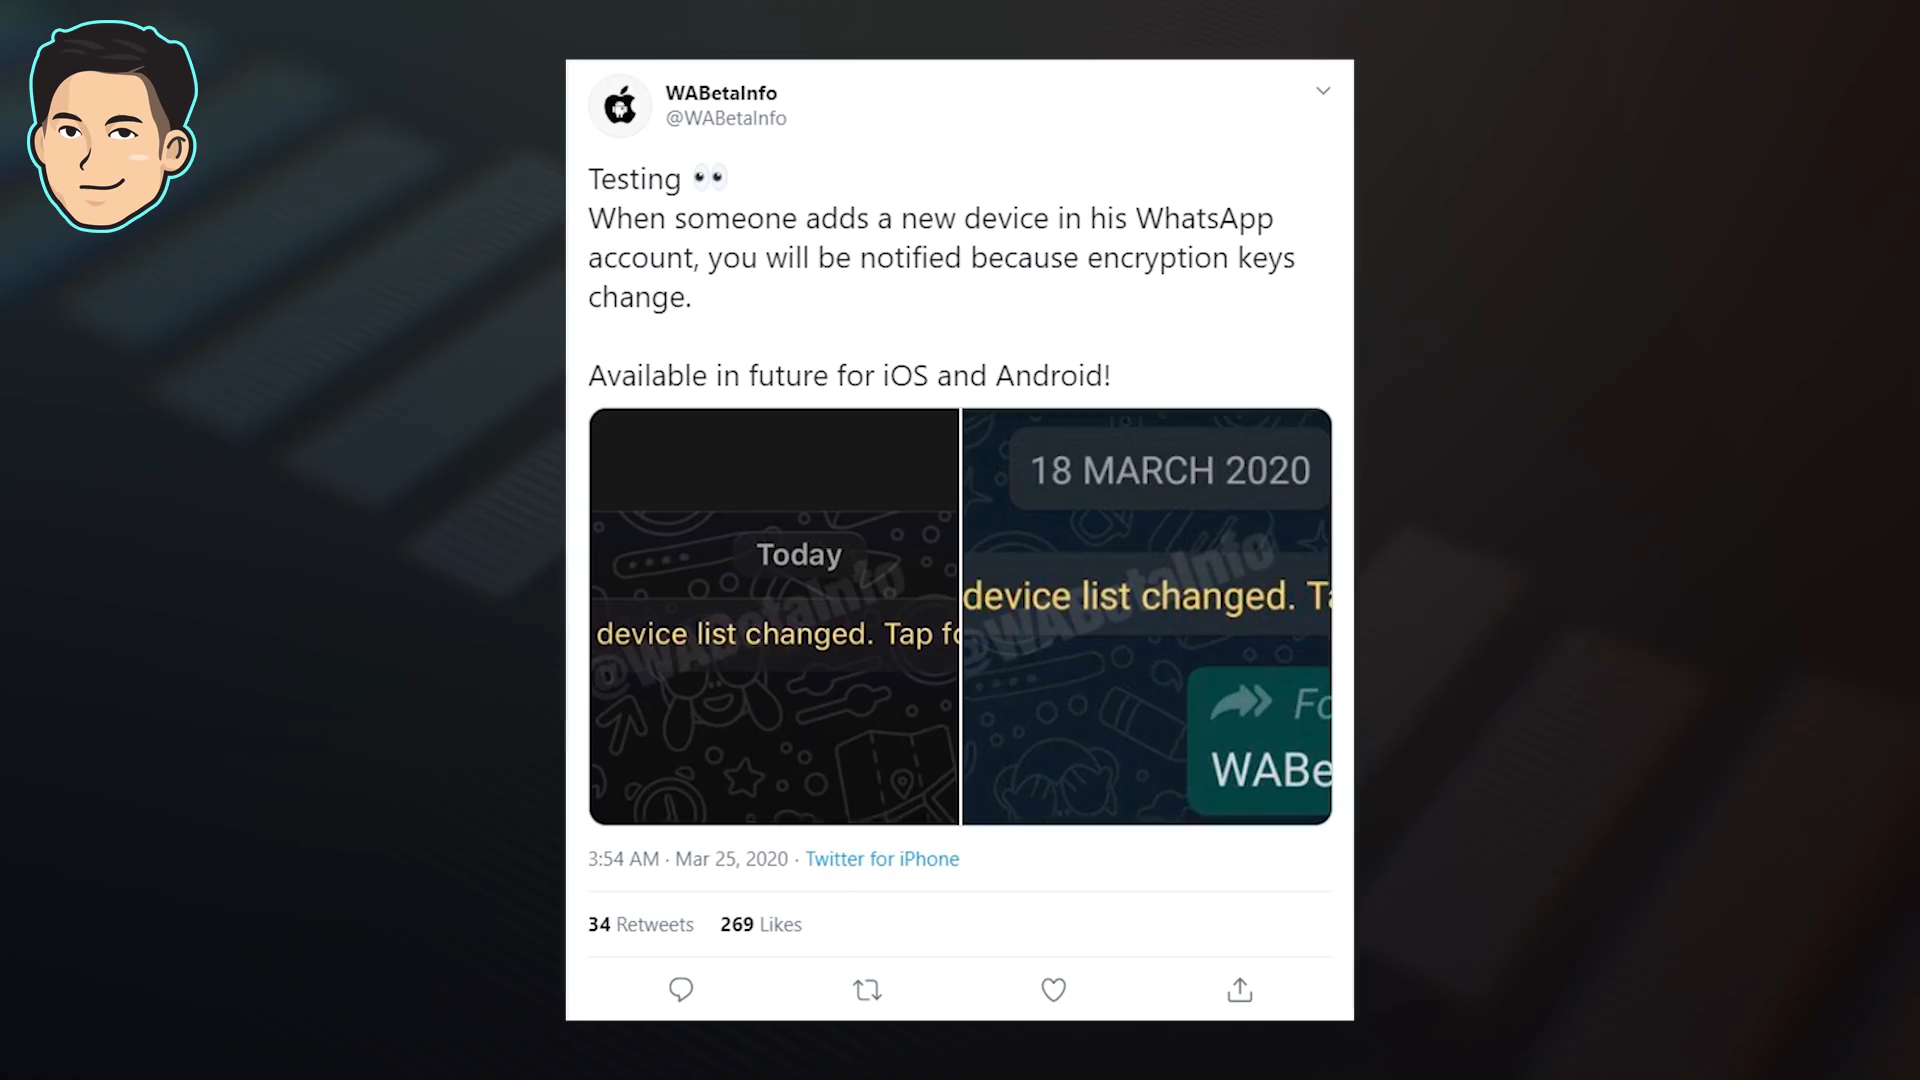 WABetaInfo
@WABetaInfo
Testing 👀
When someone adds a new device in his WhatsApp
account, you will be notified because encryption keys
change.
Available in future for iOS and Android!
Today
@WABetaInfo
device list changed. Tap fo
18 MARCH 2020
@WABetaInfo
device list changed. Ta
Fo
WABe
3:54 AM · Mar 25, 2020 · Twitter for iPhone
34 Retweets 269 Likes